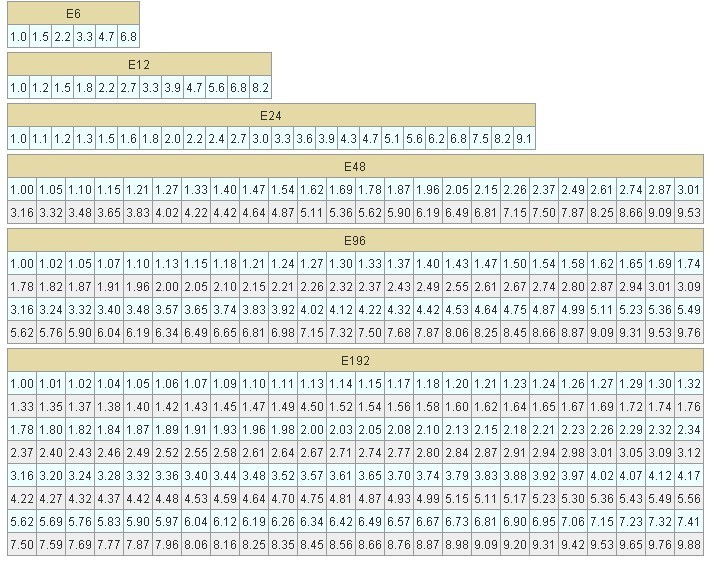 E6
1.0 1.5 2.2 3.3 4.7 6.8
E12
1.0 1.2 1.5 1.8 2.2 2.7 3.3 3.9 4.7 5.6 6.8 8.2
E24
1.0 1.1 1.2 1.3 1.5 1.6 1.8 2.0 2.2 2.4 2.7 3.0 3.3 3.6 3.9 4.3 4.7 5.1 5.6 6.2 6.8 7.5 8.2 9.1
E48
1.00 1.05 1.10 1.15 1.21 1.27 1.33 1.40 1.47 1.54 1.62 1.69 1.78 1.87 1.96 2.05 2.15 2.26 2.37 2.49 2.61 2.74 2.87 3.01
3.16 3.32 3.48 3.65 3.83 4.02 4.22 4.42 4.64 4.87 5.11 5.36 5.62 5.90 6.19 6.49 6.81 7.15 7.50 7.87 8.25 8.66 9.09 9.53
E96
1.00 1.02 1.05 1.07 1.10 1.13 1.15 1.18 1.21 1.24 1.27 1.30 1.33 1.37 1.40 1.43 1.47 1.50 1.54 1.58 1.62 1.65 1.69 1.74
1.78 1.82 1.87 1.91 1.96 2.00 2.05 2.10 2.15 2.21 2.26 2.32 2.37 2.43 2.49 2.55 2.61 2.67 2.74 2.80 2.87 2.94 3.01 3.09
3.16 3.24 3.32 3.40 3.48 3.57 3.65 3.74 3.83 3.92 4.02 4.12 4.22 4.32 4.42 4.53 4.64 4.75 4.87 4.99 5.11 5.23 5.36 5.49
5.62 5.76 5.90 6.04 6.19 6.34 6.49 6.65 6.81 6.98 7.15 7.32 7.50 7.68 7.87 8.06 8.25 8.45 8.66 8.87 9.09 9.31 9.53 9.76
E192
1.00 1.01 1.02 1.04 1.05 1.06 1.07 1.09 1.10 1.11 1.13 1.14 1.15 1.17 1.18 1.20 1.21 1.23 1.24 1.26 1.27 1.29 1.30 1.32
1.33 1.35 1.37 1.38 1.40 1.42 1.43 1.45 1.47 1.49 4.50 1.52 1.54 1.56 1.58 1.60 1.62 1.64 1.65 1.67 1.69 1.72 1.74 1.76
1.78 1.80 1.82 1.84 1.87 1.89 1.91 1.93 1.96 1.98 2.00 2.03 2.05 2.08 2.10 2.13 2.15 2.18 2.21 2.23 2.26 2.29 2.32 2.34
2.37 2.40 2.43 2.46 2.49 2.52 2.55 2.58 2.61 2.64 2.67 2.71 2.74 2.77 2.80 2.84 2.87 2.91 2.94 2.98 3.01 3.05 3.09 3.12
3.16 3.20 3.24 3.28 3.32 3.36 3.40 3.44 3.48 3.52 3.57 3.61 3.65 3.70 3.74 3.79 3.83 3.88 3.92 3.97 4.02 4.07 4.12 4.17
4.22 4.27 4.32 4.37 4.42 4.48 4.53 4.59 4.64 4.70 4.75 4.81 4.87 4.93 4.99 5.15 5.11 5.17 5.23 5.30 5.36 5.43 5.49 5.56
5.62 5.69 5.76 5.83 5.90 5.97 6.04 6.12 6.19 6.26 6.34 6.42 6.49 6.57 6.67 6.73 6.81 6.90 6.95 7.06 7.15 7.23 7.32 7.41
7.50 7.59 7.69 7.77 7.87 7.96 8.06 8.16 8.25 8.35 8.45 8.56 8.66 8.76 8.87 8.98 9.09 9.20 9.31 9.42 9.53 9.65 9.76 9.88